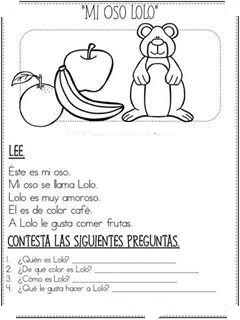 "MI OSO LOLO"
LEE.
Éste es mi oso.
Mi oso se llama Lolo.
Lolo es muy amoroso.
El es de color café.
A Lolo le gusta comer frutas.
CONTESTA LAS SIGUIENTES PREGUNTAS.
1. ¿Quién es Lolo?
2. ¿De qué color es Lolo?
3. ¿Cómo es Lolo?
4. ¿Qué le gusta hacer a Lolo?